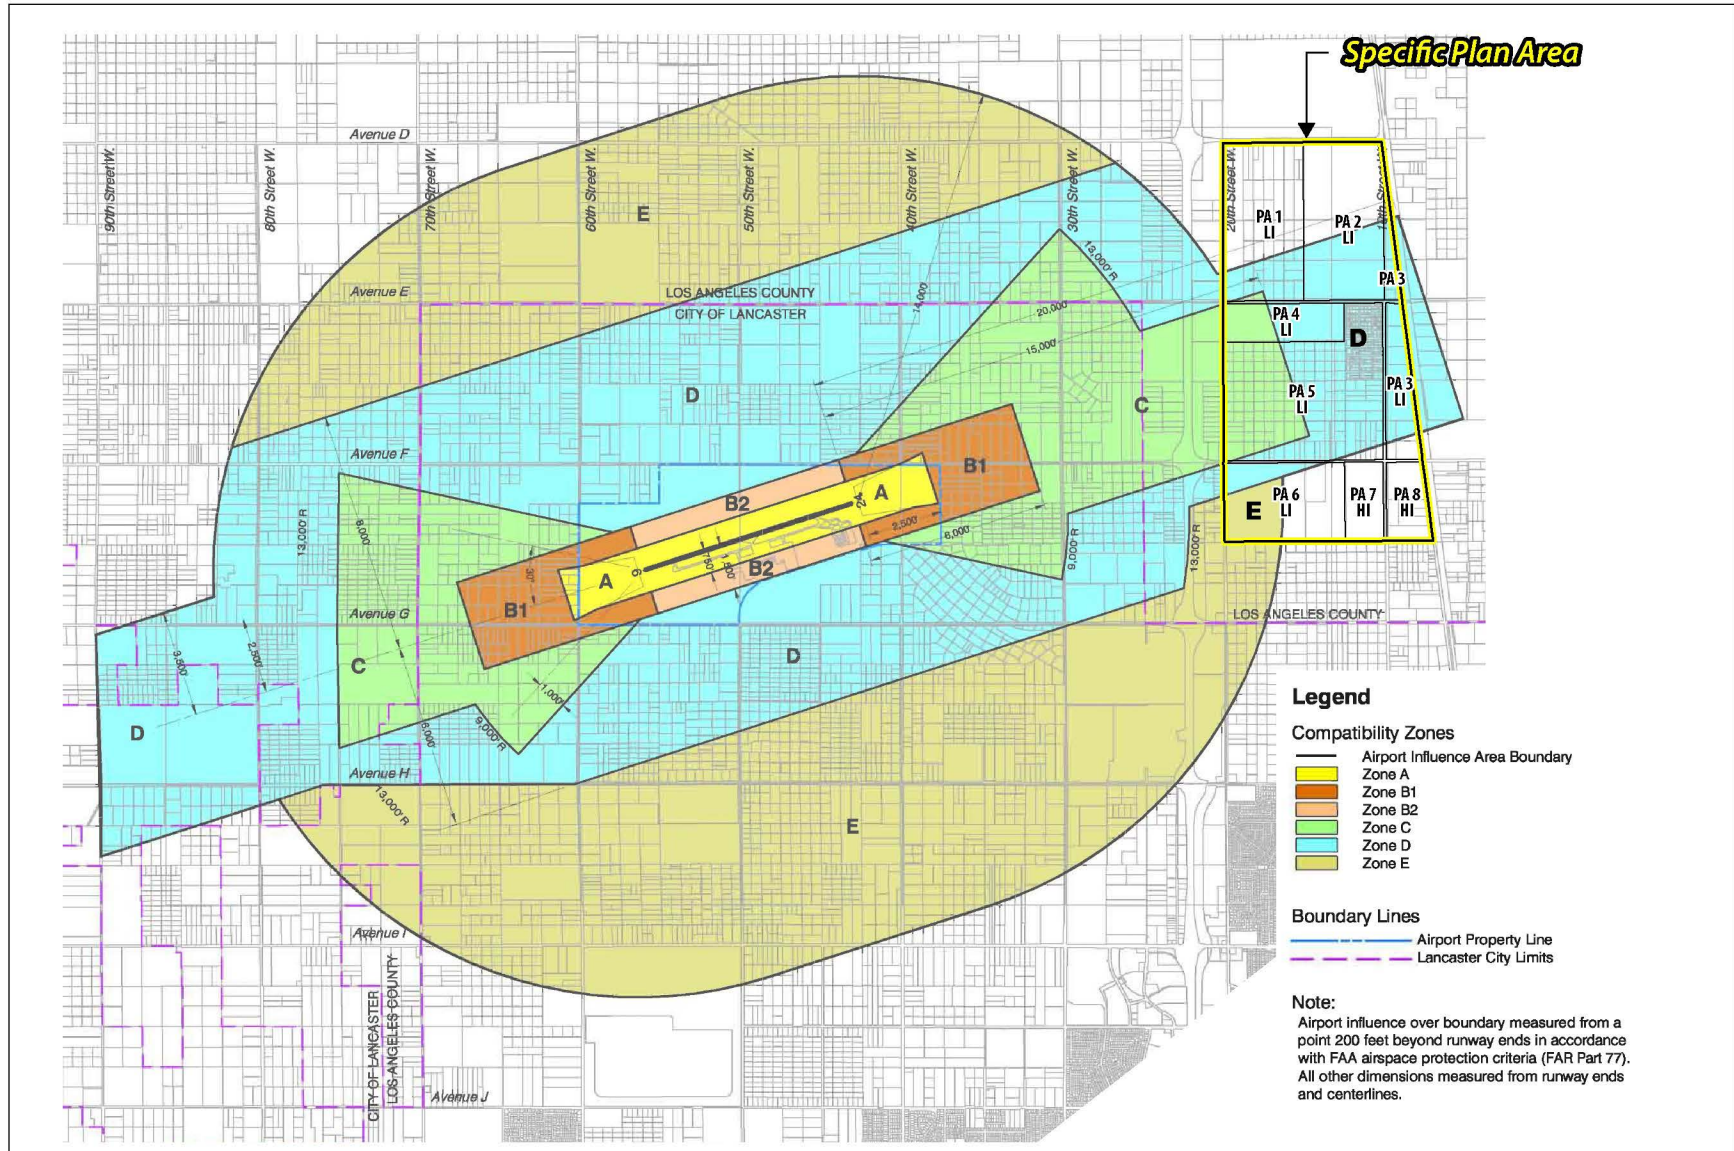 Specific Plan Area
Avenue D
90th Street W.
80th Street W.
70th Street W.
60th Street W.
50th Street W.
40th Street W.
30th Street W.
20th Street W.
E
PA 1
LI
PA 2
LI
13,000' R
Avenue E
LOS ANGELES COUNTY
CITY OF LANCASTER
14,000'
20,000'
15,000'
PA 3
PA 4
LI
D
D
C
PA 5
LI
PA 3
LI
Avenue F
B2
A
B1
24
2,500'
6,000'
E
PA 6
LI
PA 7
HI
PA 8
HI
13,000' R
9,000' R
13,000' R
750'
1,500'
B2
6
A
B1
Avenue G
LOS ANGELES COUNTY
C
D
3,500'
2,500'
1,000'
9,000' R
6,000'
D
Avenue H
13,000' R
E
Avenue I
CITY OF LANCASTER
LOS ANGELES COUNTY
Avenue J
Legend
Compatibility Zones
Airport Influence Area Boundary
Zone A
Zone B1
Zone B2
Zone C
Zone D
Zone E
Boundary Lines
Airport Property Line
Lancaster City Limits
Note:
Airport influence over boundary measured from a
point 200 feet beyond runway ends in accordance
with FAA airspace protection criteria (FAR Part 77).
All other dimensions measured from runway ends
and centerlines.